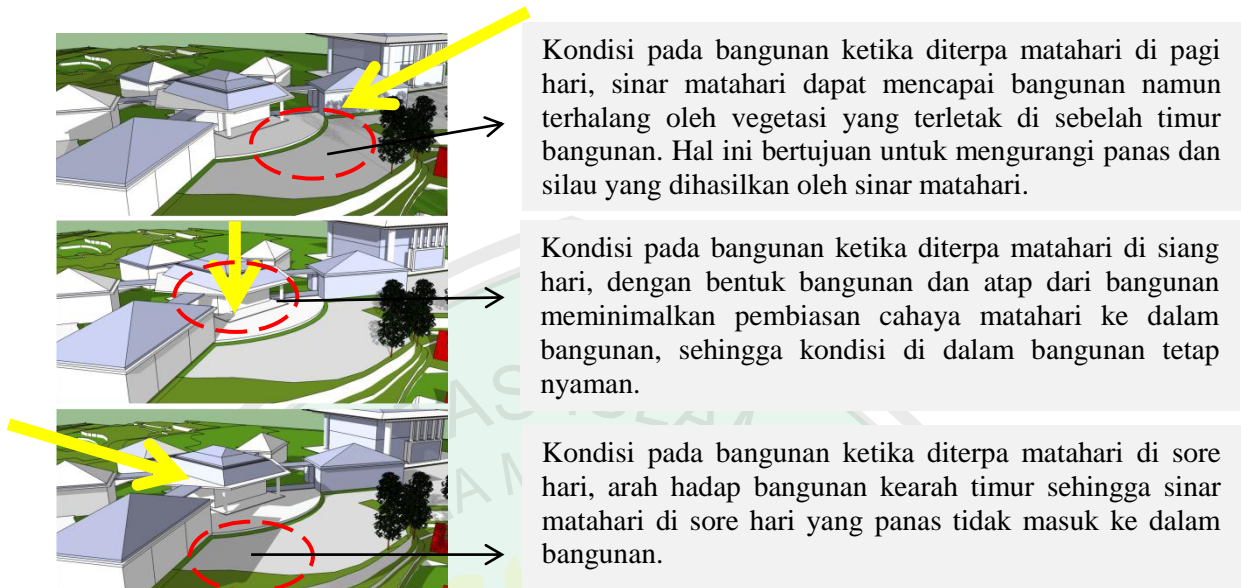 Kondisi pada bangunan ketika diterpa matahari di pagi
hari, sinar matahari dapat mencapai bangunan namun
terhalang oleh vegetasi yang terletak di sebelah timur
bangunan. Hal ini bertujuan untuk mengurangi panas dan
silau yang dihasilkan oleh sinar matahari.
Kondisi pada bangunan ketika diterpa matahari di siang
hari, dengan bentuk bangunan dan atap dari bangunan
meminimalkan pembiasan cahaya matahari ke dalam
bangunan, sehingga kondisi di dalam bangunan tetap
nyaman.
Kondisi pada bangunan ketika diterpa matahari di sore
hari, arah hadap bangunan kearah timur sehingga sinar
matahari di sore hari yang panas tidak masuk ke dalam
bangunan.